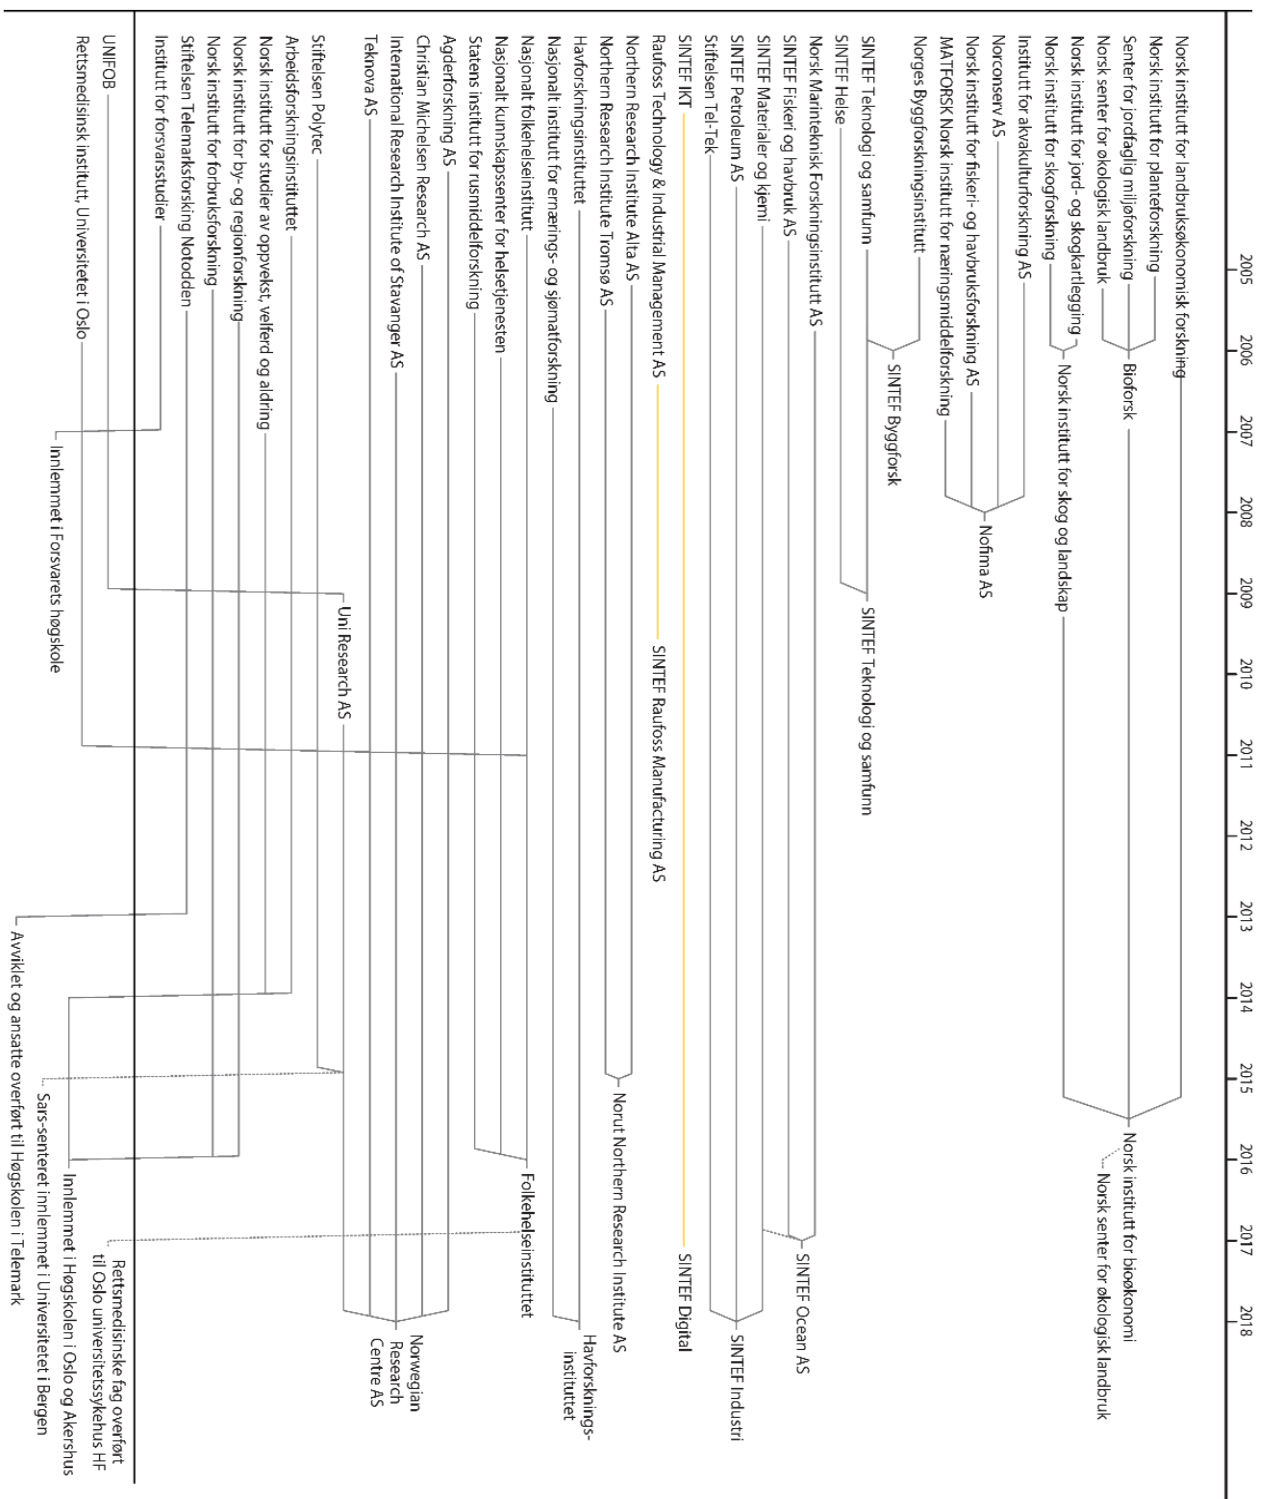 2005
2006
2007
2008
2009
2010
2011
2012
2013
2014
2015
2016
2017
2018
Norsk institutt for landbruksøkonomisk forskning
Norsk institutt for planteforskning
Senter for jordfaglig miljøforskning
Bioforsk
Norsk institutt for bioøkonomi
Norsk senter for økologisk landbruk
Norsk senter for økologisk landbruk
Norsk institutt for jord- og skogkartlegging
Norsk institutt for skogforskning
Norsk institutt for skog og landskap
Institutt for akvakulturforskning AS
Norconserv AS
Nofima AS
Norsk institutt for fiskeri- og havbruksforskning AS
MATFORSK Norsk institutt for næringsmiddelforskning
Norges Byggforskningsinstitutt
SINTEF Byggforsk
SINTEF Teknologi og samfunn
SINTEF Teknologi og samfunn
SINTEF Helse
Norsk Marinteknisk Forskningsinstitutt AS
SINTEF Ocean AS
SINTEF Fiskeri og havbruk AS
SINTEF Materialer og kjemi
SINTEF Petroleum AS
SINTEF Industri
Stiftelsen Tel-Tek
SINTEF IKT
SINTEF Digital
Raufoss Technology & Industrial Management AS
SINTEF Raufoss Manufacturing AS
Northern Research Institute Alta AS
Norut Northern Research Institute AS
Northern Research Institute Tromsø AS
Havforskningsinstituttet
Havforsknings-
instituttet
Nasjonalt institutt for ernærings- og sjømatforskning
Nasjonalt folkehelseinstitutt
Folkehelseinstituttet
Nasjonalt kunnskapssenter for helsetjenesten
Statens institutt for rusmiddelforskning
Agderforskning AS
Christian Michelsen Research AS
International Research Institute of Stavanger AS
Norwegian
Research
Centre AS
Teknova AS
Uni Research AS
Stiftelsen Polytec
Arbeidsforskningsinstituttet
Norsk institutt for studier av oppvekst, velferd og aldring
Norsk institutt for by- og regionforskning
Norsk institutt for forbruksforskning
Stiftelsen Telemarksforsking Notodden
Institutt for forsvarsstudier
UNIFOB
Rettsmedisinske fag overført
til Oslo universitetssykehus HF
Rettsmedisinsk institutt, Universitetet i Oslo
Innlemmet i Høgskolen i Oslo og Akershus
Innlemmet i Forsvarets høgskole
Sars-senteret innlemmet i Universitetet i Bergen
Avviklet og ansatte overført til Høgskolen i Telemark